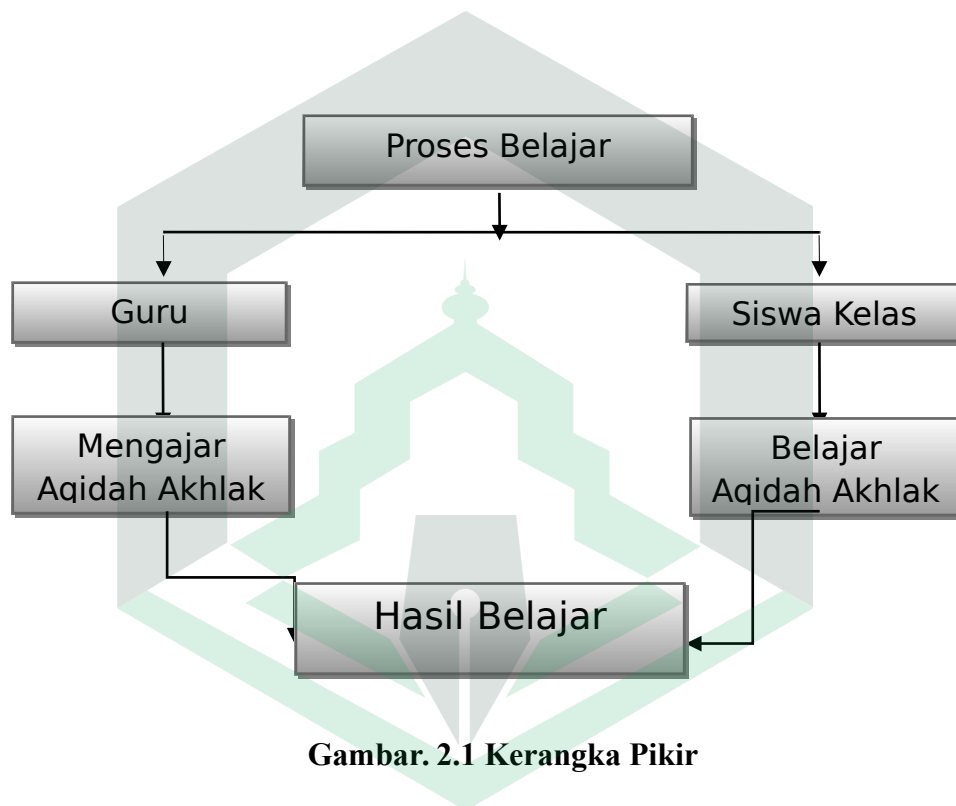 Proses Belajar
Guru
Siswa Kelas
Mengajar
Aqidah Akhlak
Belajar
Aqidah Akhlak
Hasil Belajar
Gambar. 2.1 Kerangka Pikir